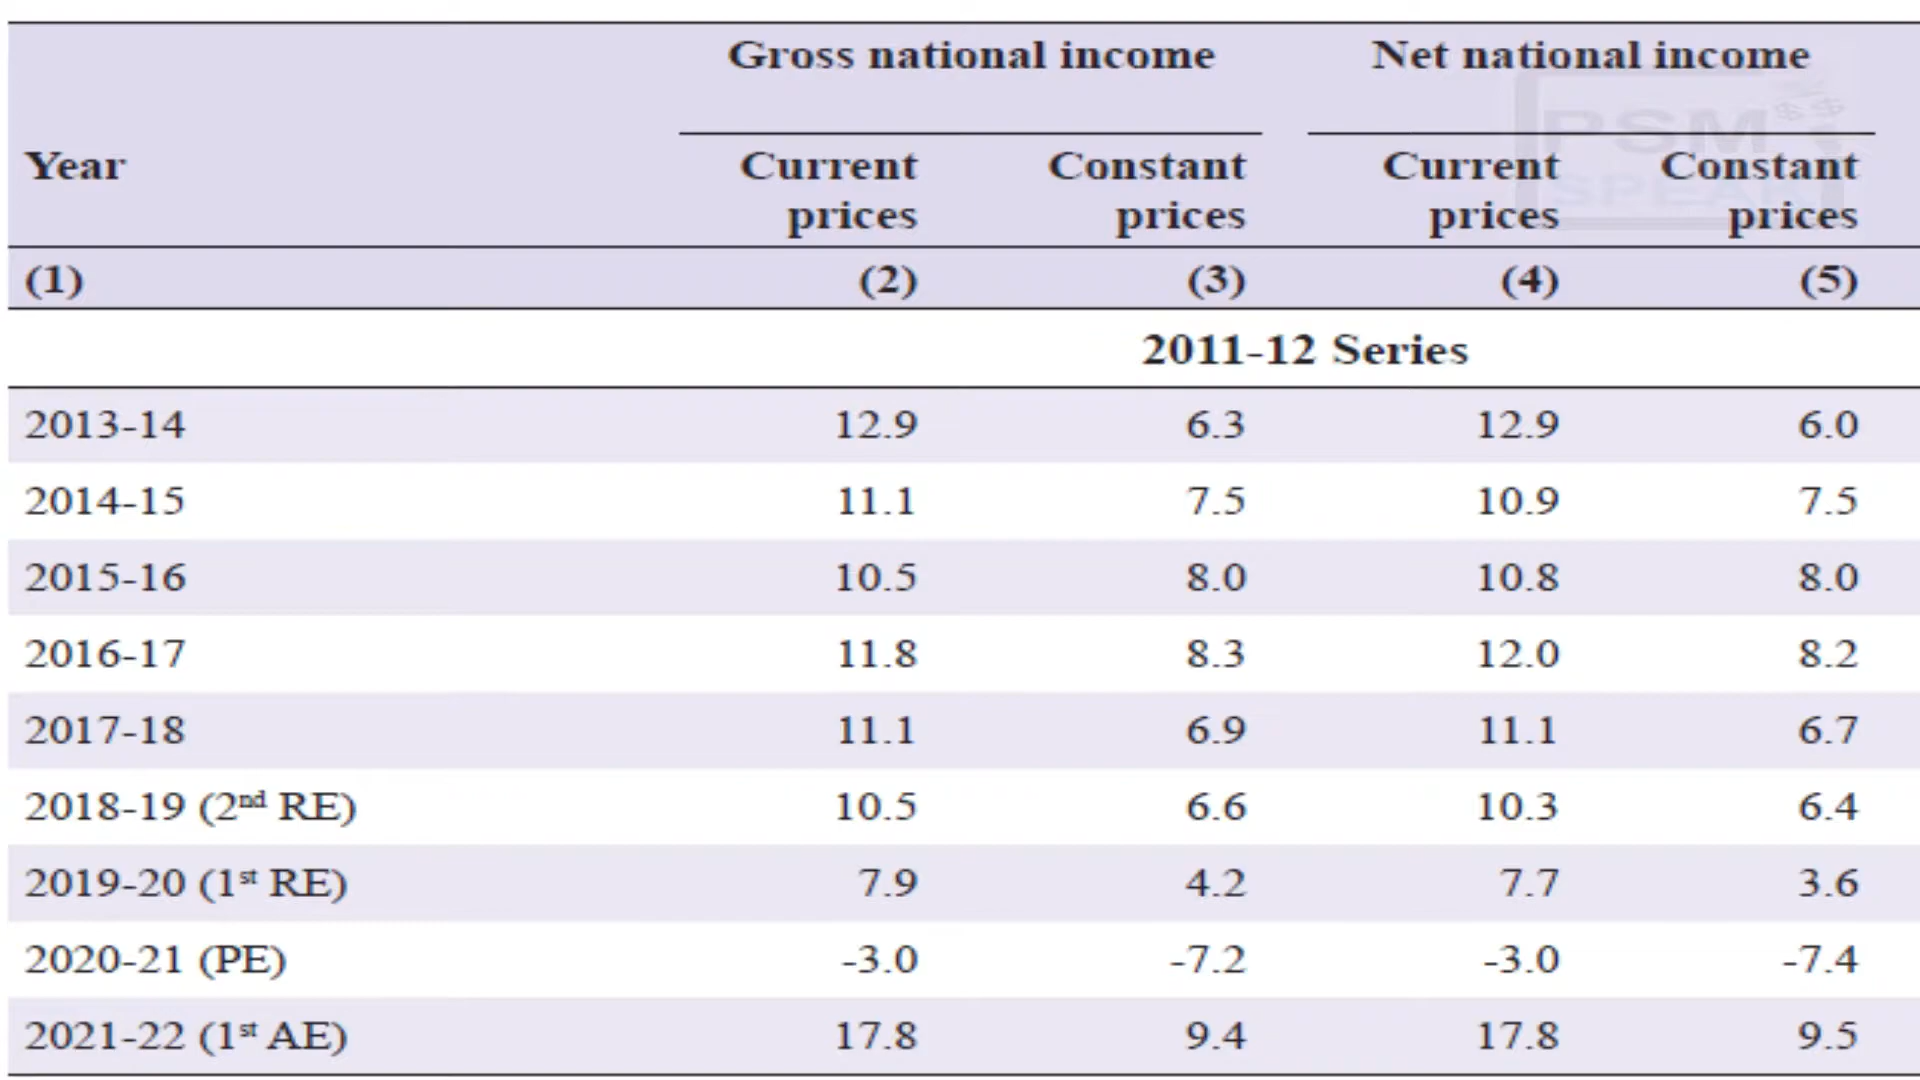 Gross national income Net national income
Year Current prices Constant prices Current prices Constant prices
(1) (2) (3) (4) (5)
2011-12 Series
2013-14 12.9 6.3 12.9 6.0
2014-15 11.1 7.5 10.9 7.5
2015-16 10.5 8.0 10.8 8.0
2016-17 11.8 8.3 12.0 8.2
2017-18 11.1 6.9 11.1 6.7
2018-19 (2nd RE) 10.5 6.6 10.3 6.4
2019-20 (1st RE) 7.9 4.2 7.7 3.6
2020-21 (PE) -3.0 -7.2 -3.0 -7.4
2021-22 (1st AE) 17.8 9.4 17.8 9.5
PSM $$
SPEAK